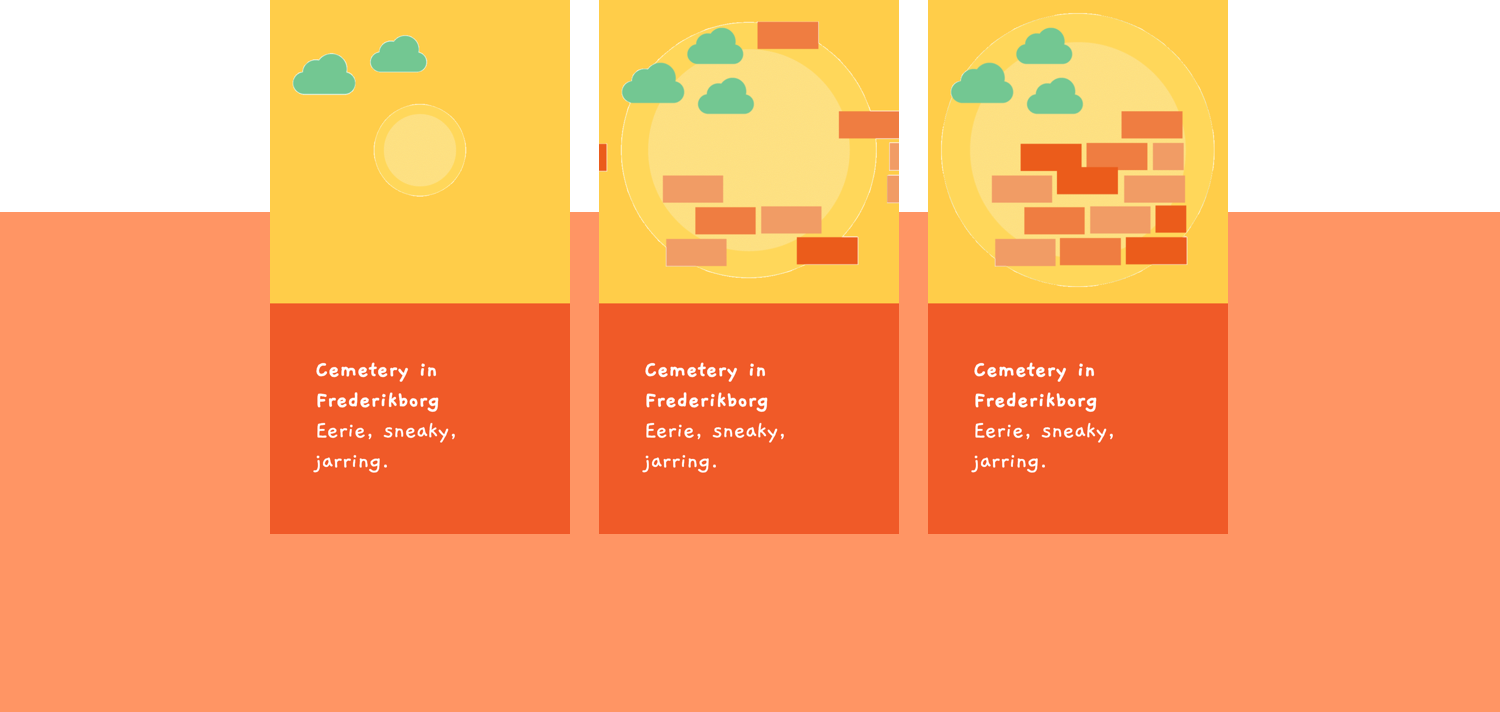 Cemetery in
Frederikborg
Eerie, sneaky,
jarring.
Cemetery in
Frederikborg
Eerie, sneaky,
jarring.
Cemetery in
Frederikborg
Eerie, sneaky,
jarring.